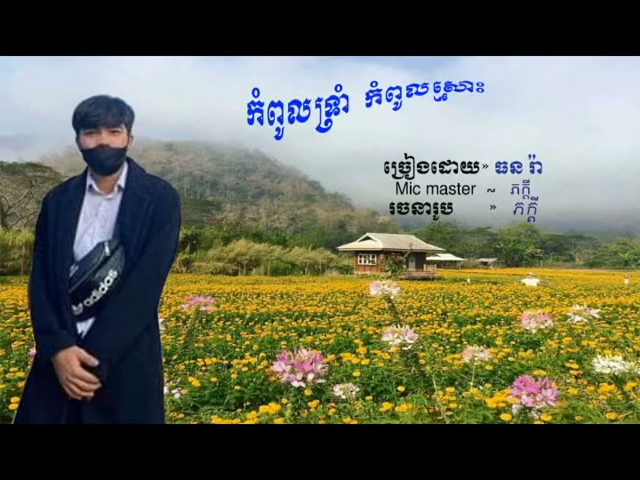 កំពូលទ្រាំ កំពូលស្មោះ
ច្រៀងដោយ» ធន រ៉ា
Mic master ~ ភក្តី
រចនារូប » ភក្តី
adidas